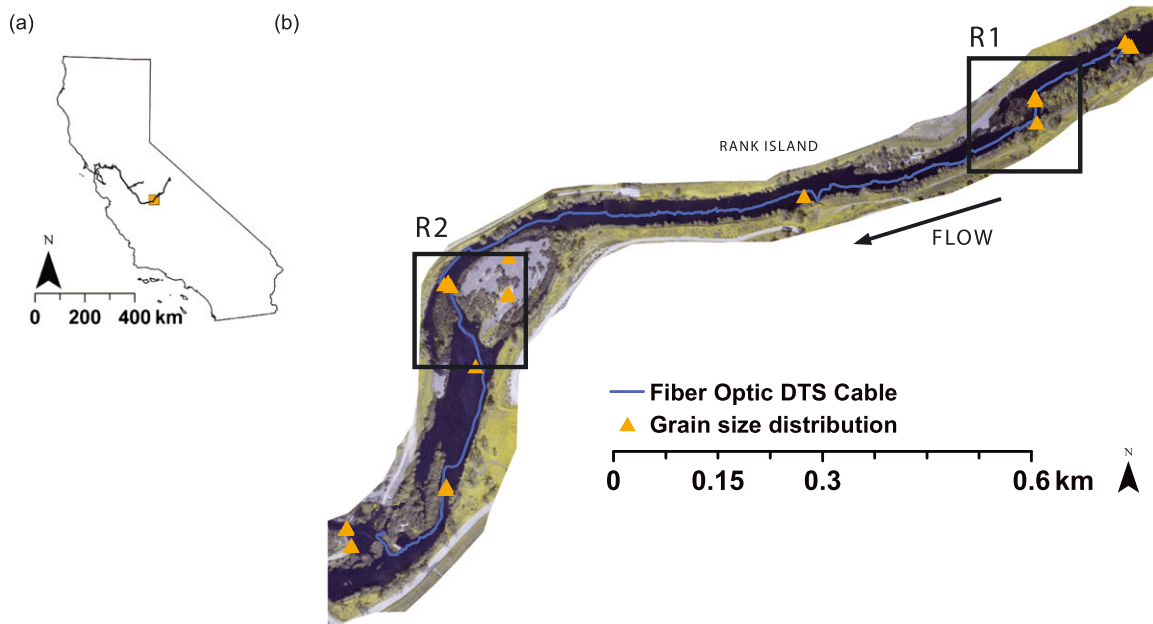 (a)
(b)
R1
RANK ISLAND
R2
FLOW
N
0 200 400 km
Fiber Optic DTS Cable
Grain size distribution
N
0 0.15 0.3 0.6 km